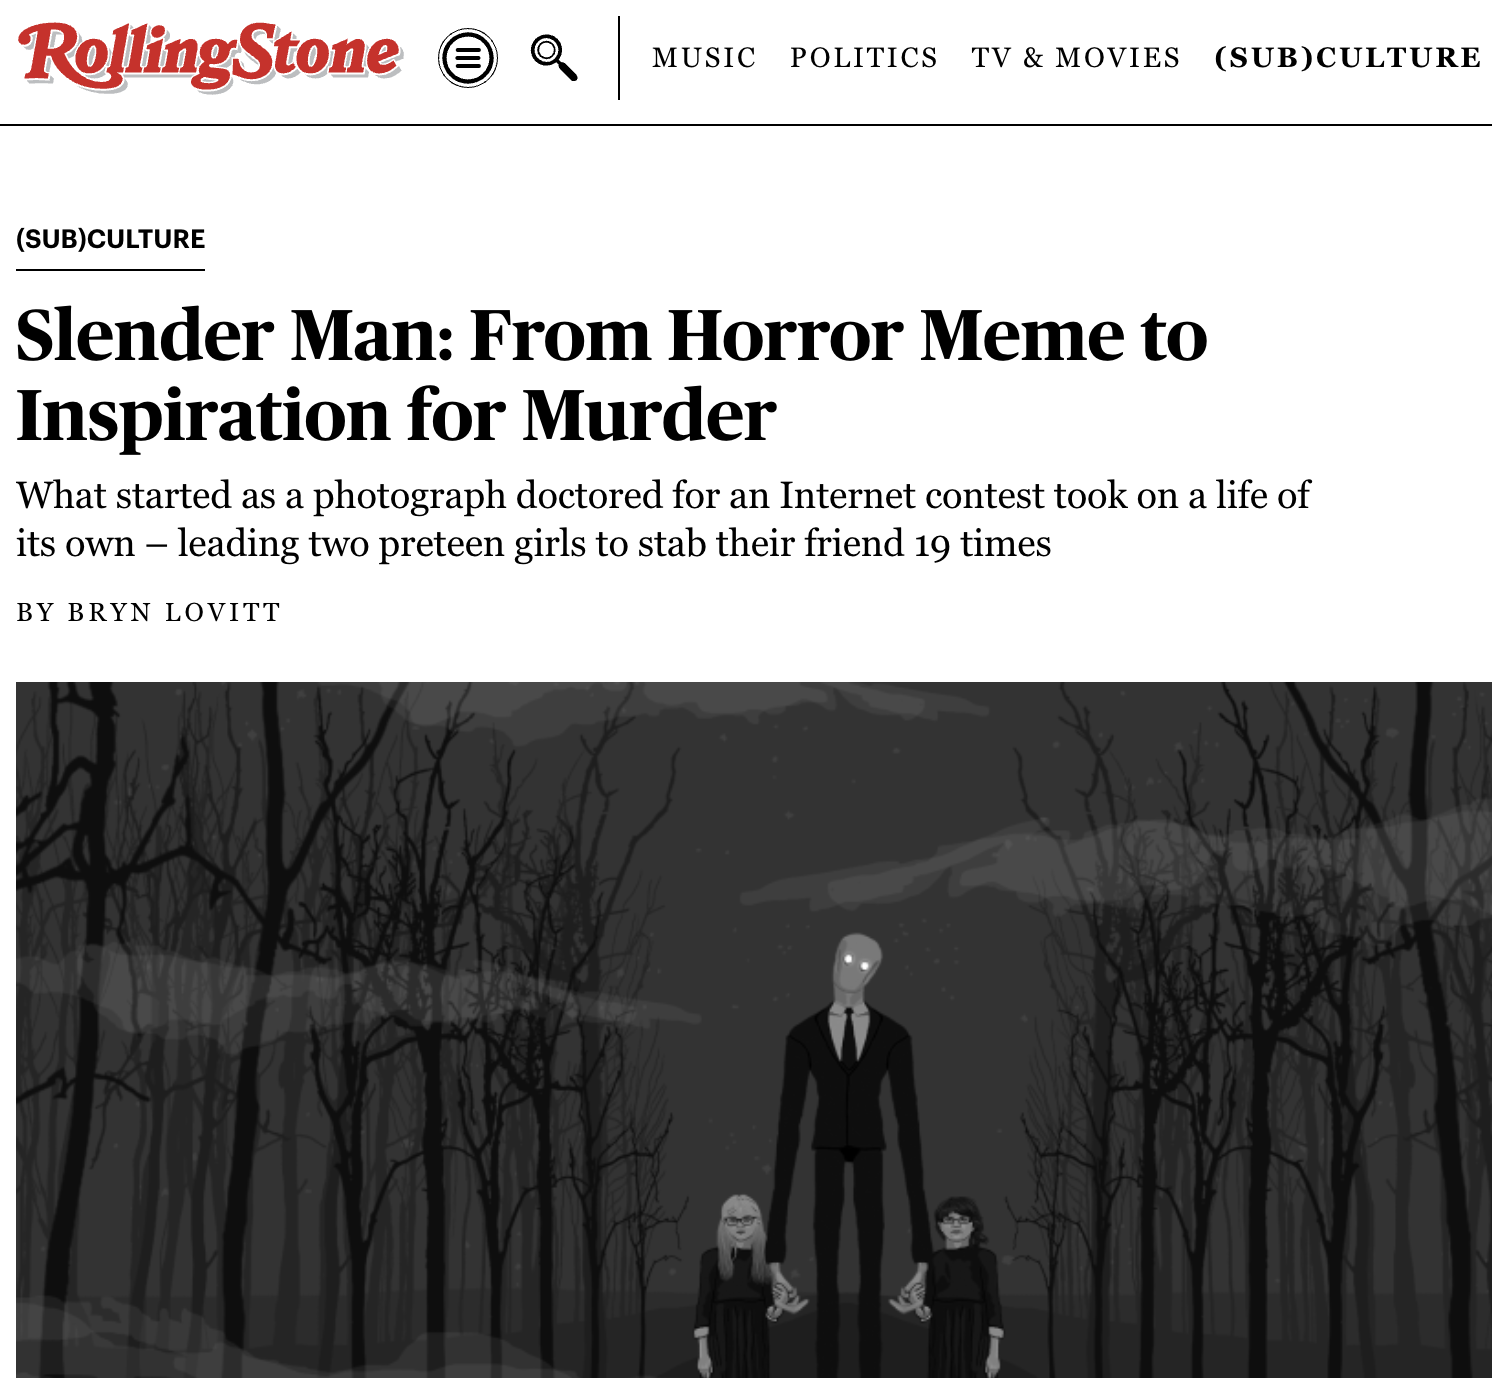 RollingStone
MUSIC POLITICS TV & MOVIES (SUB)CULTURE
(SUB)CULTURE
Slender Man: From Horror Meme to
Inspiration for Murder
What started as a photograph doctored for an Internet contest took on a life of
its own – leading two preteen girls to stab their friend 19 times
BY BRYN LOVITT